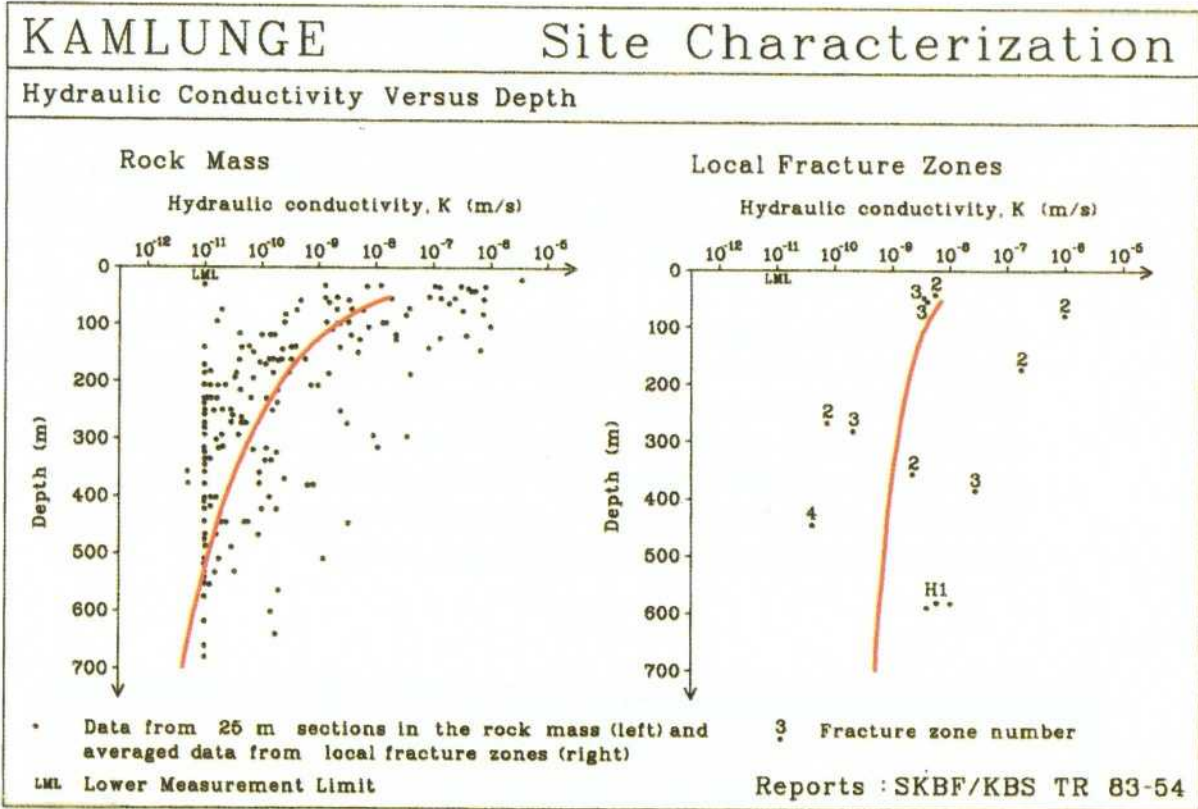 KAMLUNGE Site Characterization
Hydraulic Conductivity Versus Depth
Rock Mass
Hydraulic conductivity, K (m/s)
10⁻¹² 10⁻¹¹ 10⁻¹⁰ 10⁻⁹ 10⁻⁸ 10⁻⁷ 10⁻⁶ 10⁻⁵
LML
0
100
200
300
400
500
600
700
Depth (m)
Local Fracture Zones
Hydraulic conductivity, K (m/s)
10⁻¹² 10⁻¹¹ 10⁻¹⁰ 10⁻⁹ 10⁻⁸ 10⁻⁷ 10⁻⁶ 10⁻⁵
LML
0
100
200
300
400
500
600
700
Depth (m)
3 2
3
2
2
2 3
2
3
4
H1
Data from 25 m sections in the rock mass (left) and
averaged data from local fracture zones (right)
3 Fracture zone number
LML Lower Measurement Limit
Reports : SKBF/KBS TR 83-54